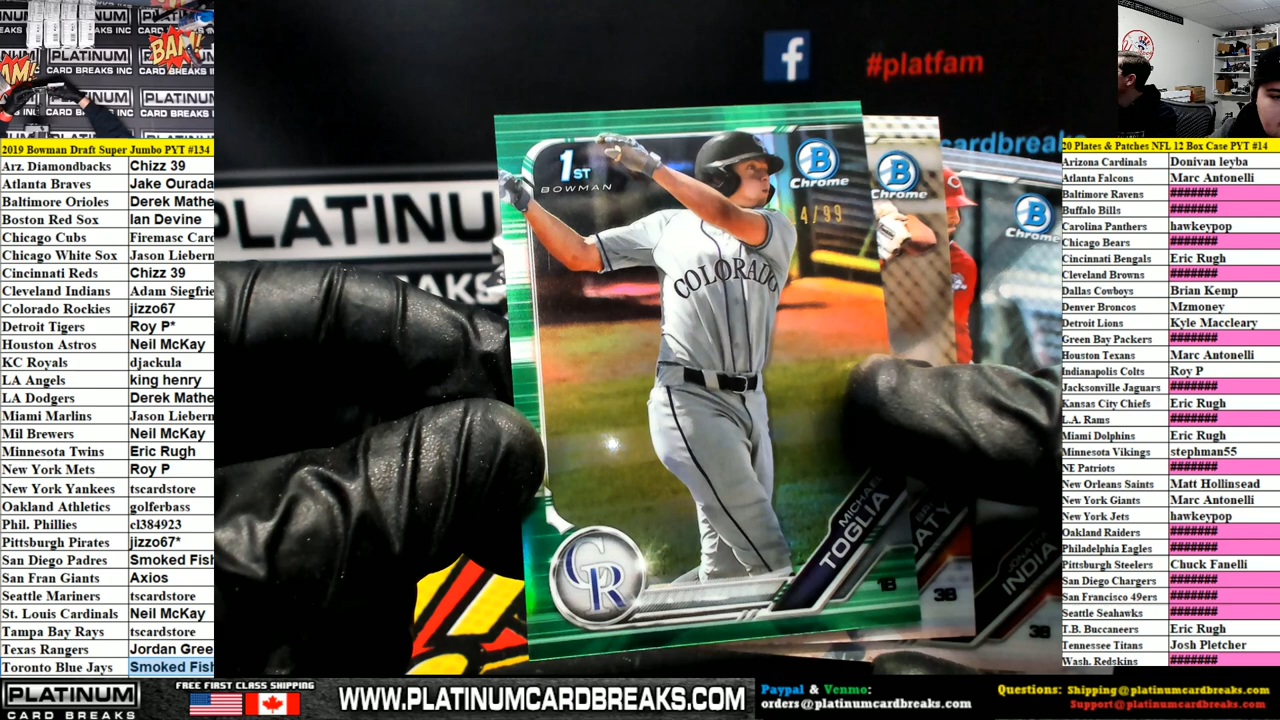 PLATINUM
CARD BREAKS INC
BAM!
#platfam
cardbreaks
2019 Bowman Draft Super Jumbo PYT #134
Arz. Diamondbacks Chizz 39
Atlanta Braves Jake Ourada
Baltimore Orioles Derek Mathe
Boston Red Sox Ian Devine
Chicago Cubs Firemasc Card
Chicago White Sox Jason Lieber
Cincinnati Reds Chizz 39
Cleveland Indians Adam Siegfrie
Colorado Rockies jizzo67
Detroit Tigers Roy P*
Houston Astros Neil McKay
KC Royals djackula
LA Angels king henry
LA Dodgers Derek Mathe
Miami Marlins Jason Lieber
Mil Brewers Neil McKay
Minnesota Twins Eric Rugh
New York Mets Roy P
New York Yankees tscardstore
Oakland Athletics golferbass
Phil. Phillies cl384923
Pittsburgh Pirates jizzo67*
San Diego Padres Smoked Fish
San Fran Giants Axios
Seattle Mariners tscardstore
St. Louis Cardinals Neil McKay
Tampa Bay Rays tscardstore
Texas Rangers Jordan Gree
Toronto Blue Jays Smoked Fish
PLATINUM
1ST
BOWMAN
B
Chrome
4/99
COLORADO
CR
MICHAEL
TOGLIA
1B
B
Chrome
3B
B
Chrome
INDIA
3B
20 Plates & Patches NFL 12 Box Case PYT #14
Arizona Cardinals Donivan leyba
Atlanta Falcons Marc Antonelli
Baltimore Ravens #######
Buffalo Bills #######
Carolina Panthers hawkeypop
Chicago Bears #######
Cincinnati Bengals Eric Rugh
Cleveland Browns #######
Dallas Cowboys Brian Kemp
Denver Broncos Mzmoney
Detroit Lions Kyle Maccleary
Green Bay Packers #######
Houston Texans Marc Antonelli
Indianapolis Colts Roy P
Jacksonville Jaguars #######
Kansas City Chiefs Eric Rugh
L.A. Rams #######
Miami Dolphins Eric Rugh
Minnesota Vikings stephman55
NE Patriots #######
New Orleans Saints Matt Hollinsead
New York Giants Marc Antonelli
New York Jets hawkeypop
Oakland Raiders #######
Philadelphia Eagles #######
Pittsburgh Steelers Chuck Fanelli
San Diego Chargers #######
San Francisco 49ers #######
Seattle Seahawks #######
T.B. Buccaneers Eric Rugh
Tennessee Titans Josh Pletcher
Wash. Redskins #######
PLATINUM
CARD BREAKS
FREE FIRST CLASS SHIPPING
WWW.PLATINUMCARDBREAKS.COM
Paypal & Venmo:
orders@platinumcardbreaks.com
Questions: Shipping@platinumcardbreaks.com
Support@platinumcardbreaks.com